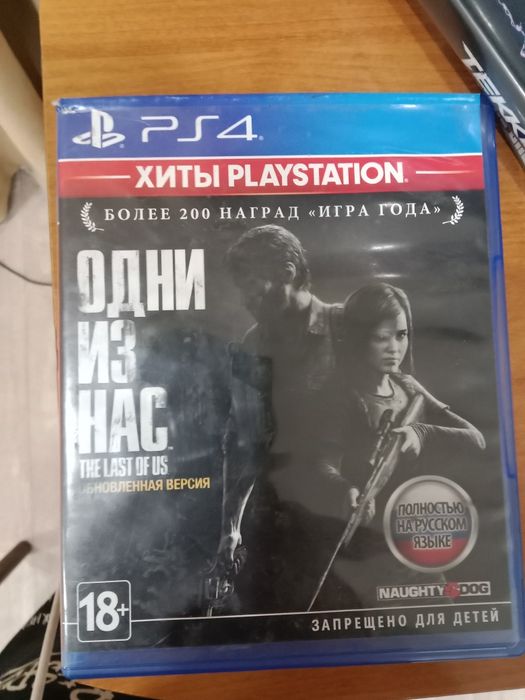 TEKK
PS4
ХИТЫ PLAYSTATION
БОЛЕЕ 200 НАГРАД «ИГРА ГОДА»
ОДНИ
ИЗ
НАС
THE LAST OF US
ОБНОВЛЕННАЯ ВЕРСИЯ
ПОЛНОСТЬЮ
НА РУССКОМ
ЯЗЫКЕ
NAUGHTY DOG
18+
ЗАПРЕЩЕНО ДЛЯ ДЕТЕЙ